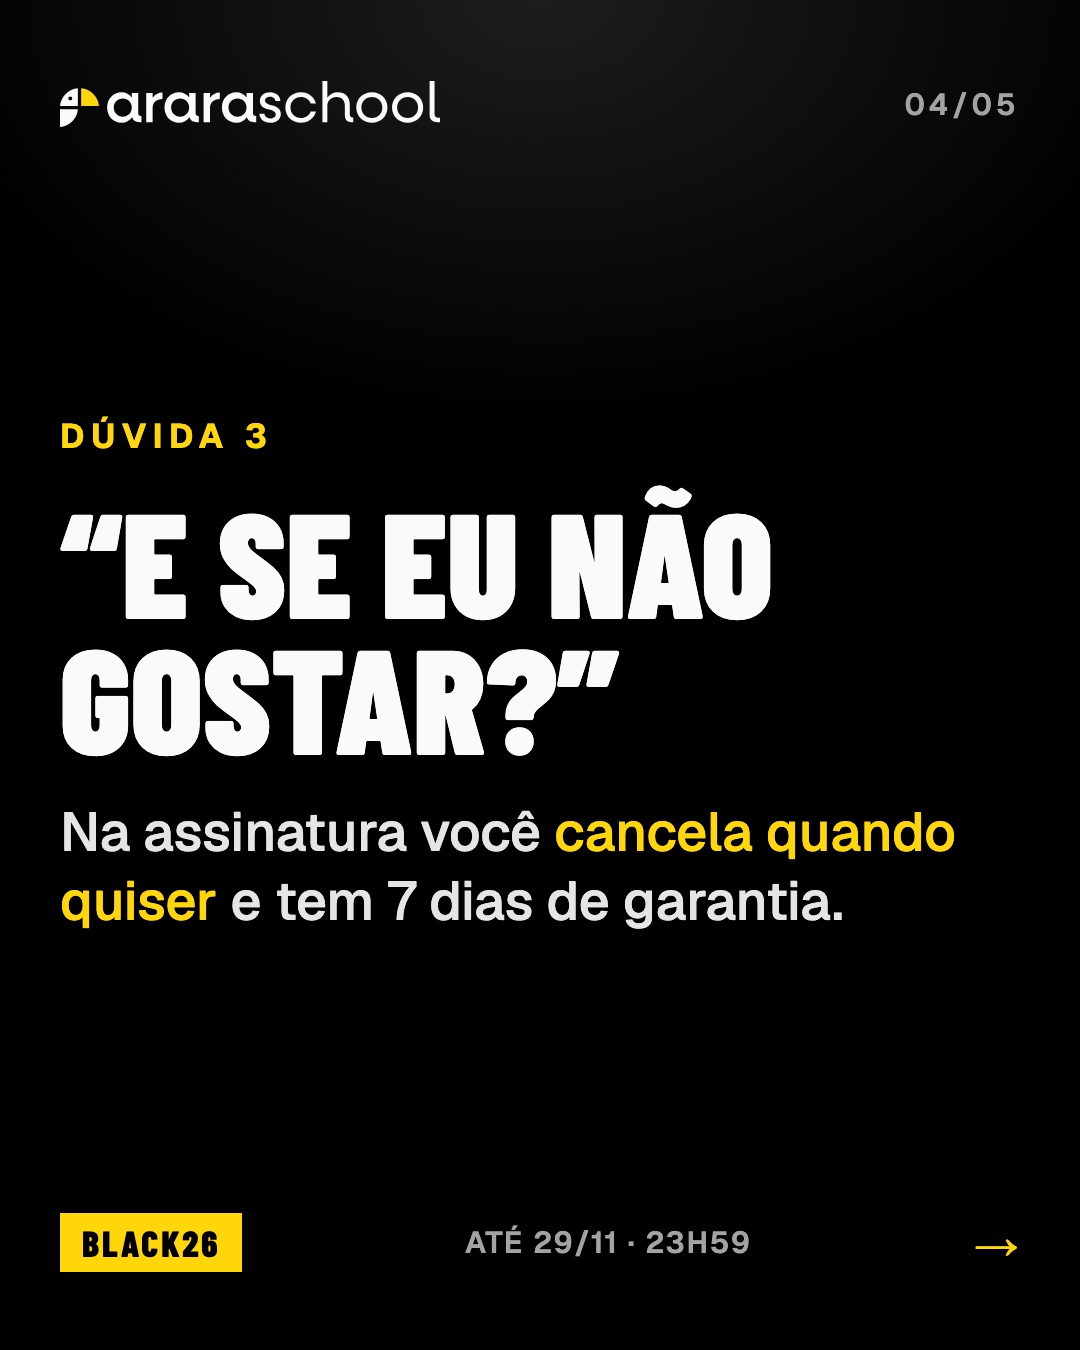 araraschool
04/05
DÚVIDA 3
“E SE EU NÃO
GOSTAR?”
Na assinatura você cancela quando
quiser e tem 7 dias de garantia.
BLACK26
ATÉ 29/11 · 23H59
→